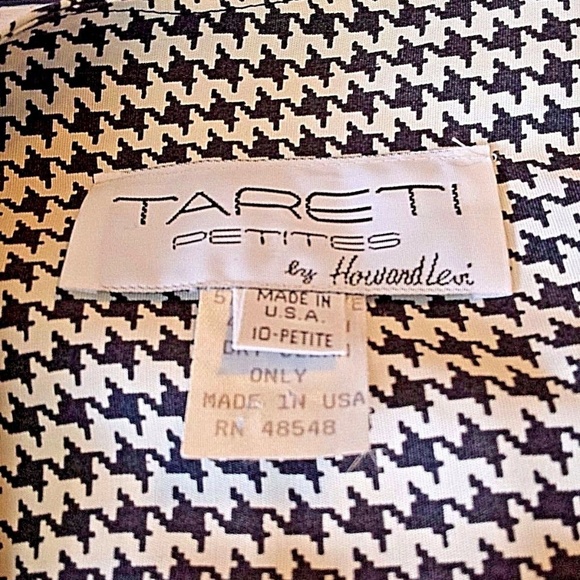 TARETI
PETITES
by Howard Levi
MADE IN
U.S.A.
10-PETITE
ONLY
MADE IN USA
RN 48548